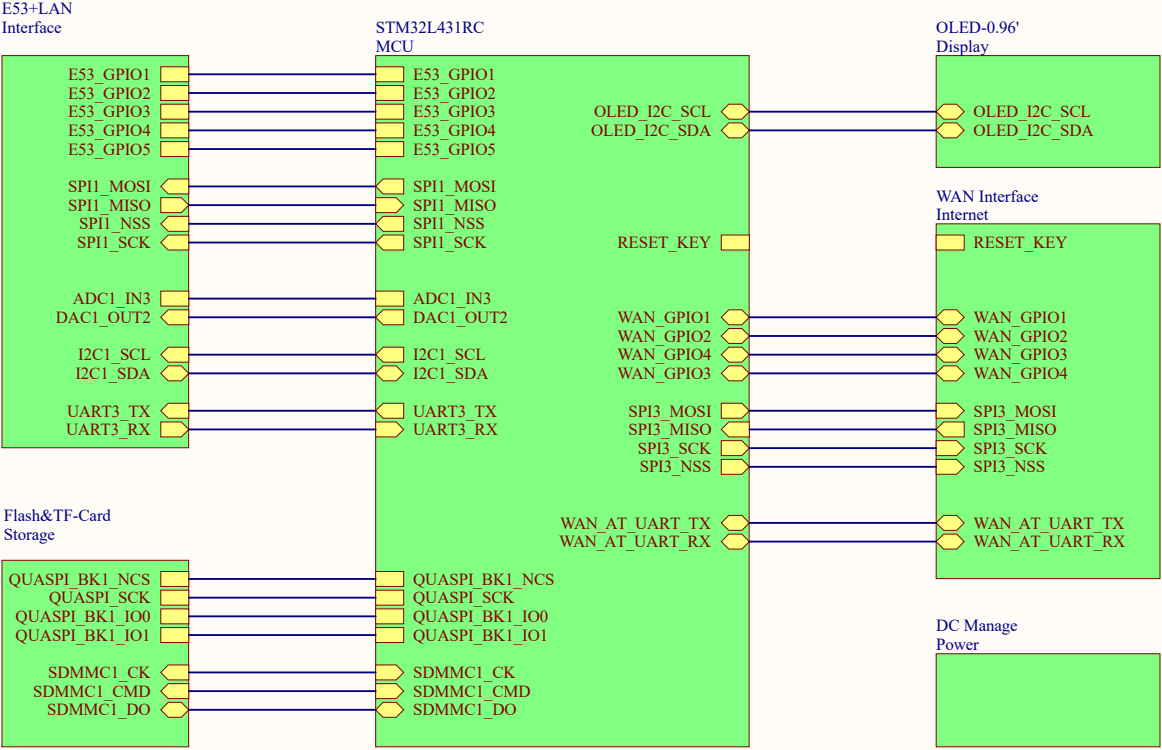 E53+LAN
Interface
E53_GPIO1
E53_GPIO2
E53_GPIO3
E53_GPIO4
E53_GPIO5
SPI1_MOSI
SPI1_MISO
SPI1_NSS
SPI1_SCK
ADC1_IN3
DAC1_OUT2
I2C1_SCL
I2C1_SDA
UART3_TX
UART3_RX
Flash&TF-Card
Storage
QUASPI_BK1_NCS
QUASPI_SCK
QUASPI_BK1_IO0
QUASPI_BK1_IO1
SDMMC1_CK
SDMMC1_CMD
SDMMC1_DO
STM32L431RC
MCU
E53_GPIO1
E53_GPIO2
E53_GPIO3
E53_GPIO4
E53_GPIO5
SPI1_MOSI
SPI1_MISO
SPI1_NSS
SPI1_SCK
ADC1_IN3
DAC1_OUT2
I2C1_SCL
I2C1_SDA
UART3_TX
UART3_RX
QUASPI_BK1_NCS
QUASPI_SCK
QUASPI_BK1_IO0
QUASPI_BK1_IO1
SDMMC1_CK
SDMMC1_CMD
SDMMC1_DO
OLED_I2C_SCL
OLED_I2C_SDA
RESET_KEY
WAN_GPIO1
WAN_GPIO2
WAN_GPIO4
WAN_GPIO3
SPI3_MOSI
SPI3_MISO
SPI3_SCK
SPI3_NSS
WAN_AT_UART_TX
WAN_AT_UART_RX
OLED-0.96'
Display
OLED_I2C_SCL
OLED_I2C_SDA
WAN Interface
Internet
RESET_KEY
WAN_GPIO1
WAN_GPIO2
WAN_GPIO3
WAN_GPIO4
SPI3_MOSI
SPI3_MISO
SPI3_SCK
SPI3_NSS
WAN_AT_UART_TX
WAN_AT_UART_RX
DC Manage
Power